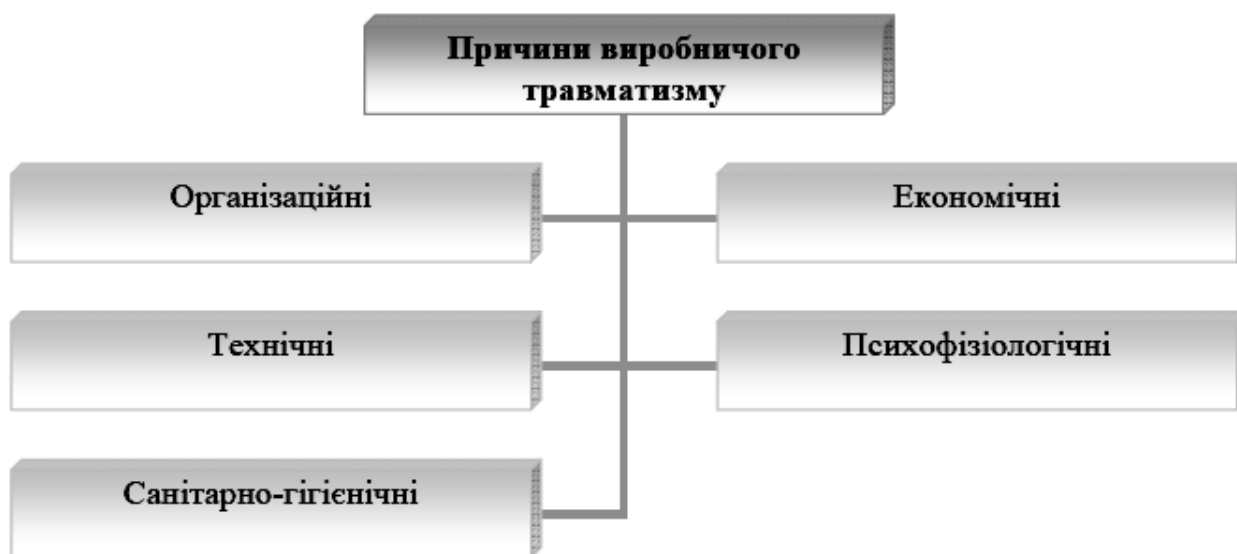 Причини виробничого
травматизму
Організаційні
Економічні
Технічні
Психофізіологічні
Санітарно-гігієнічні